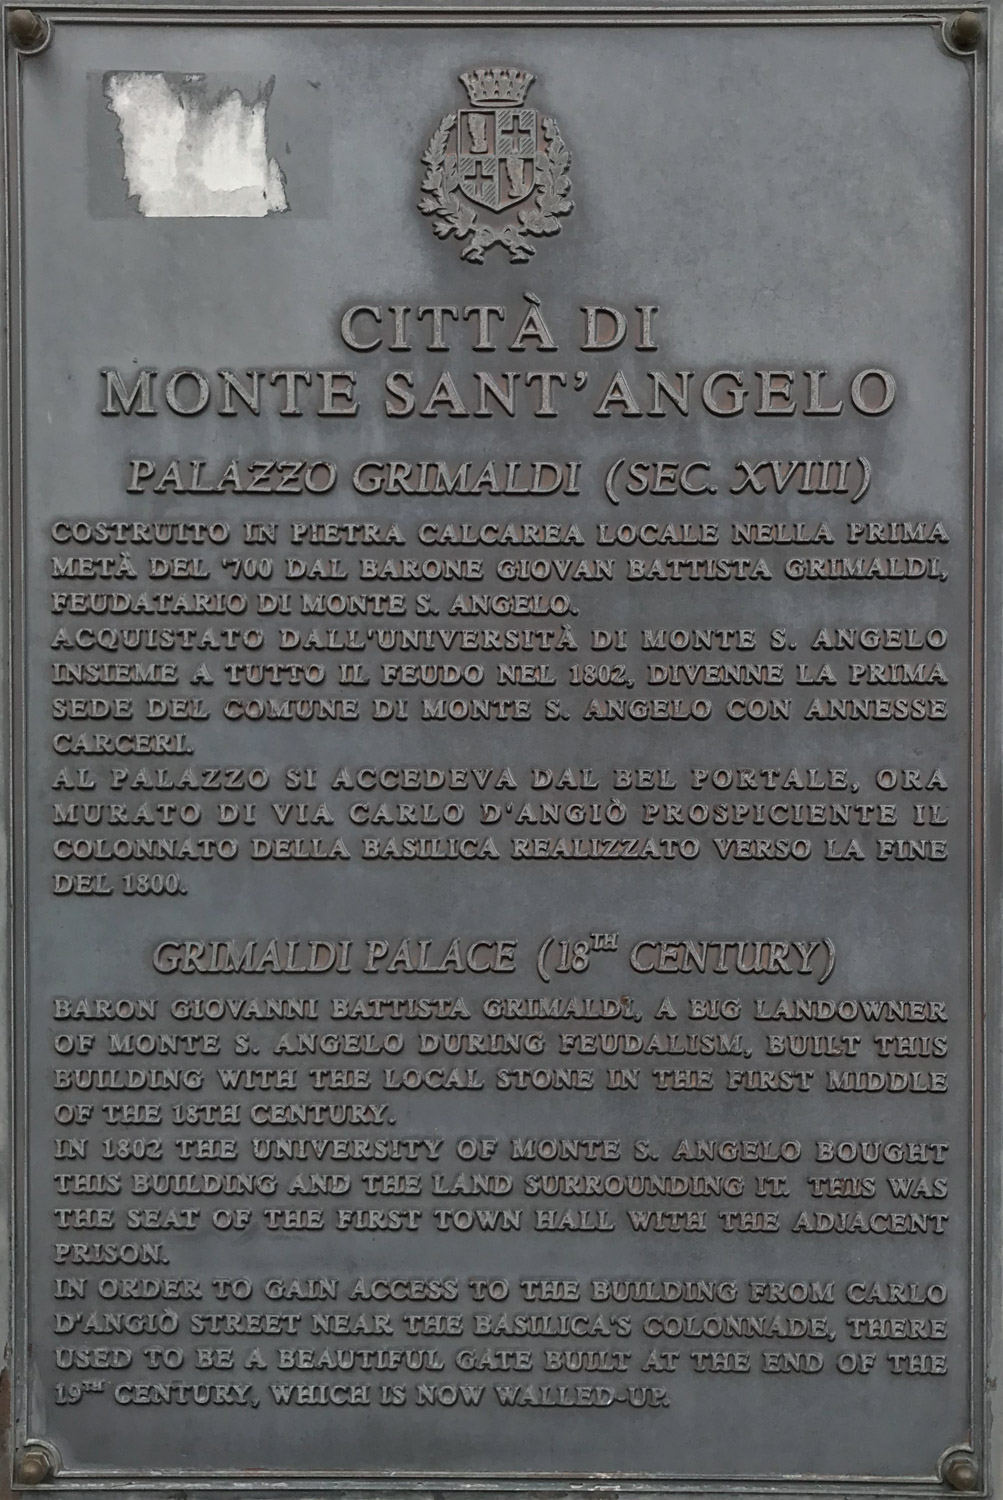 CITTÀ DI
MONTE SANT'ANGELO
PALAZZO GRIMALDI (SEC. XVIII)
COSTRUITO IN PIETRA CALCAREA LOCALE NELLA PRIMA
METÀ DEL '700 DAL BARONE GIOVAN BATTISTA GRIMALDI,
FEUDATARIO DI MONTE S. ANGELO.
ACQUISTATO DALL'UNIVERSITÀ DI MONTE S. ANGELO
INSIEME A TUTTO IL FEUDO NEL 1802, DIVENNE LA PRIMA
SEDE DEL COMUNE DI MONTE S. ANGELO CON ANNESSE
CARCERI.
AL PALAZZO SI ACCEDEVA DAL BEL PORTALE, ORA
MURATO DI VIA CARLO D'ANGIÒ PROSPICIENTE IL
COLONNATO DELLA BASILICA REALIZZATO VERSO LA FINE
DEL 1800.
GRIMALDI PALACE (18TH CENTURY)
BARON GIOVANNI BATTISTA GRIMALDI, A BIG LANDOWNER
OF MONTE S. ANGELO DURING FEUDALISM, BUILT THIS
BUILDING WITH THE LOCAL STONE IN THE FIRST MIDDLE
OF THE 18TH CENTURY.
IN 1802 THE UNIVERSITY OF MONTE S. ANGELO BOUGHT
THIS BUILDING AND THE LAND SURROUNDING IT. THIS WAS
THE SEAT OF THE FIRST TOWN HALL WITH THE ADJACENT
PRISON.
IN ORDER TO GAIN ACCESS TO THE BUILDING FROM CARLO
D'ANGIÒ STREET NEAR THE BASILICA'S COLONNADE, THERE
USED TO BE A BEAUTIFUL GATE BUILT AT THE END OF THE
19TH CENTURY, WHICH IS NOW WALLED-UP.